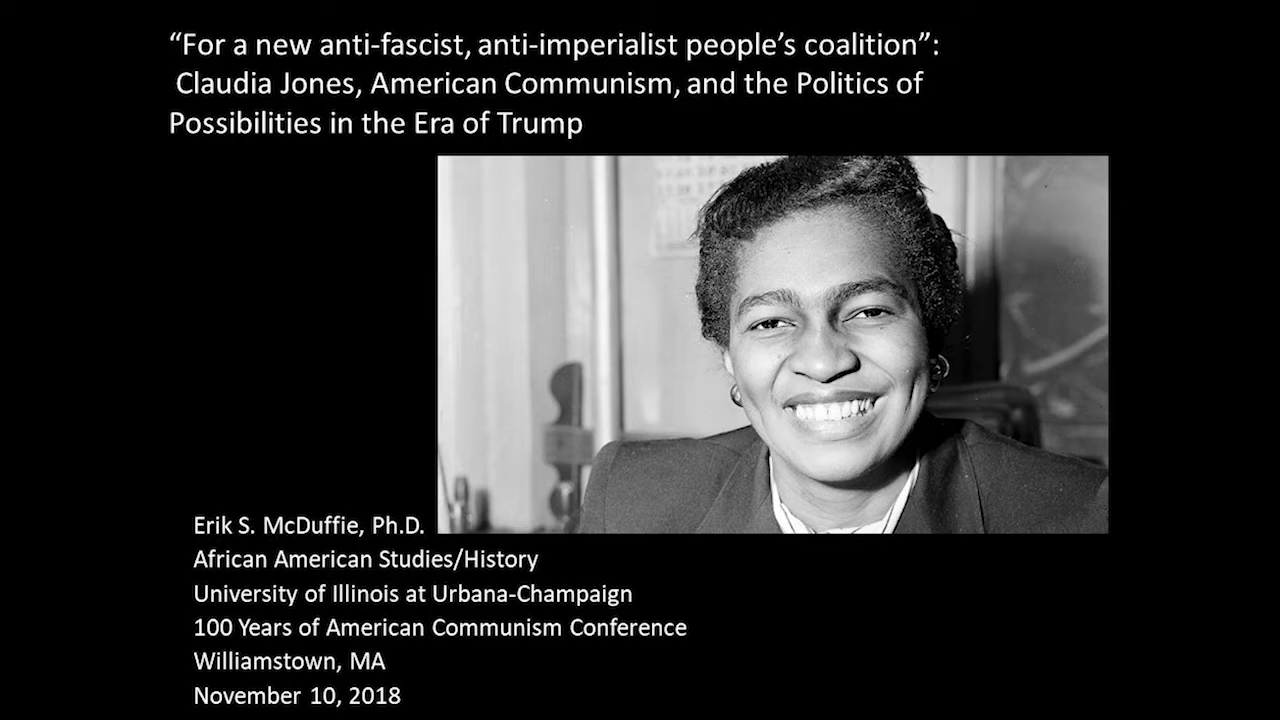 “For a new anti-fascist, anti-imperialist people’s coalition”:
Claudia Jones, American Communism, and the Politics of
Possibilities in the Era of Trump
Erik S. McDuffie, Ph.D.
African American Studies/History
University of Illinois at Urbana-Champaign
100 Years of American Communism Conference
Williamstown, MA
November 10, 2018